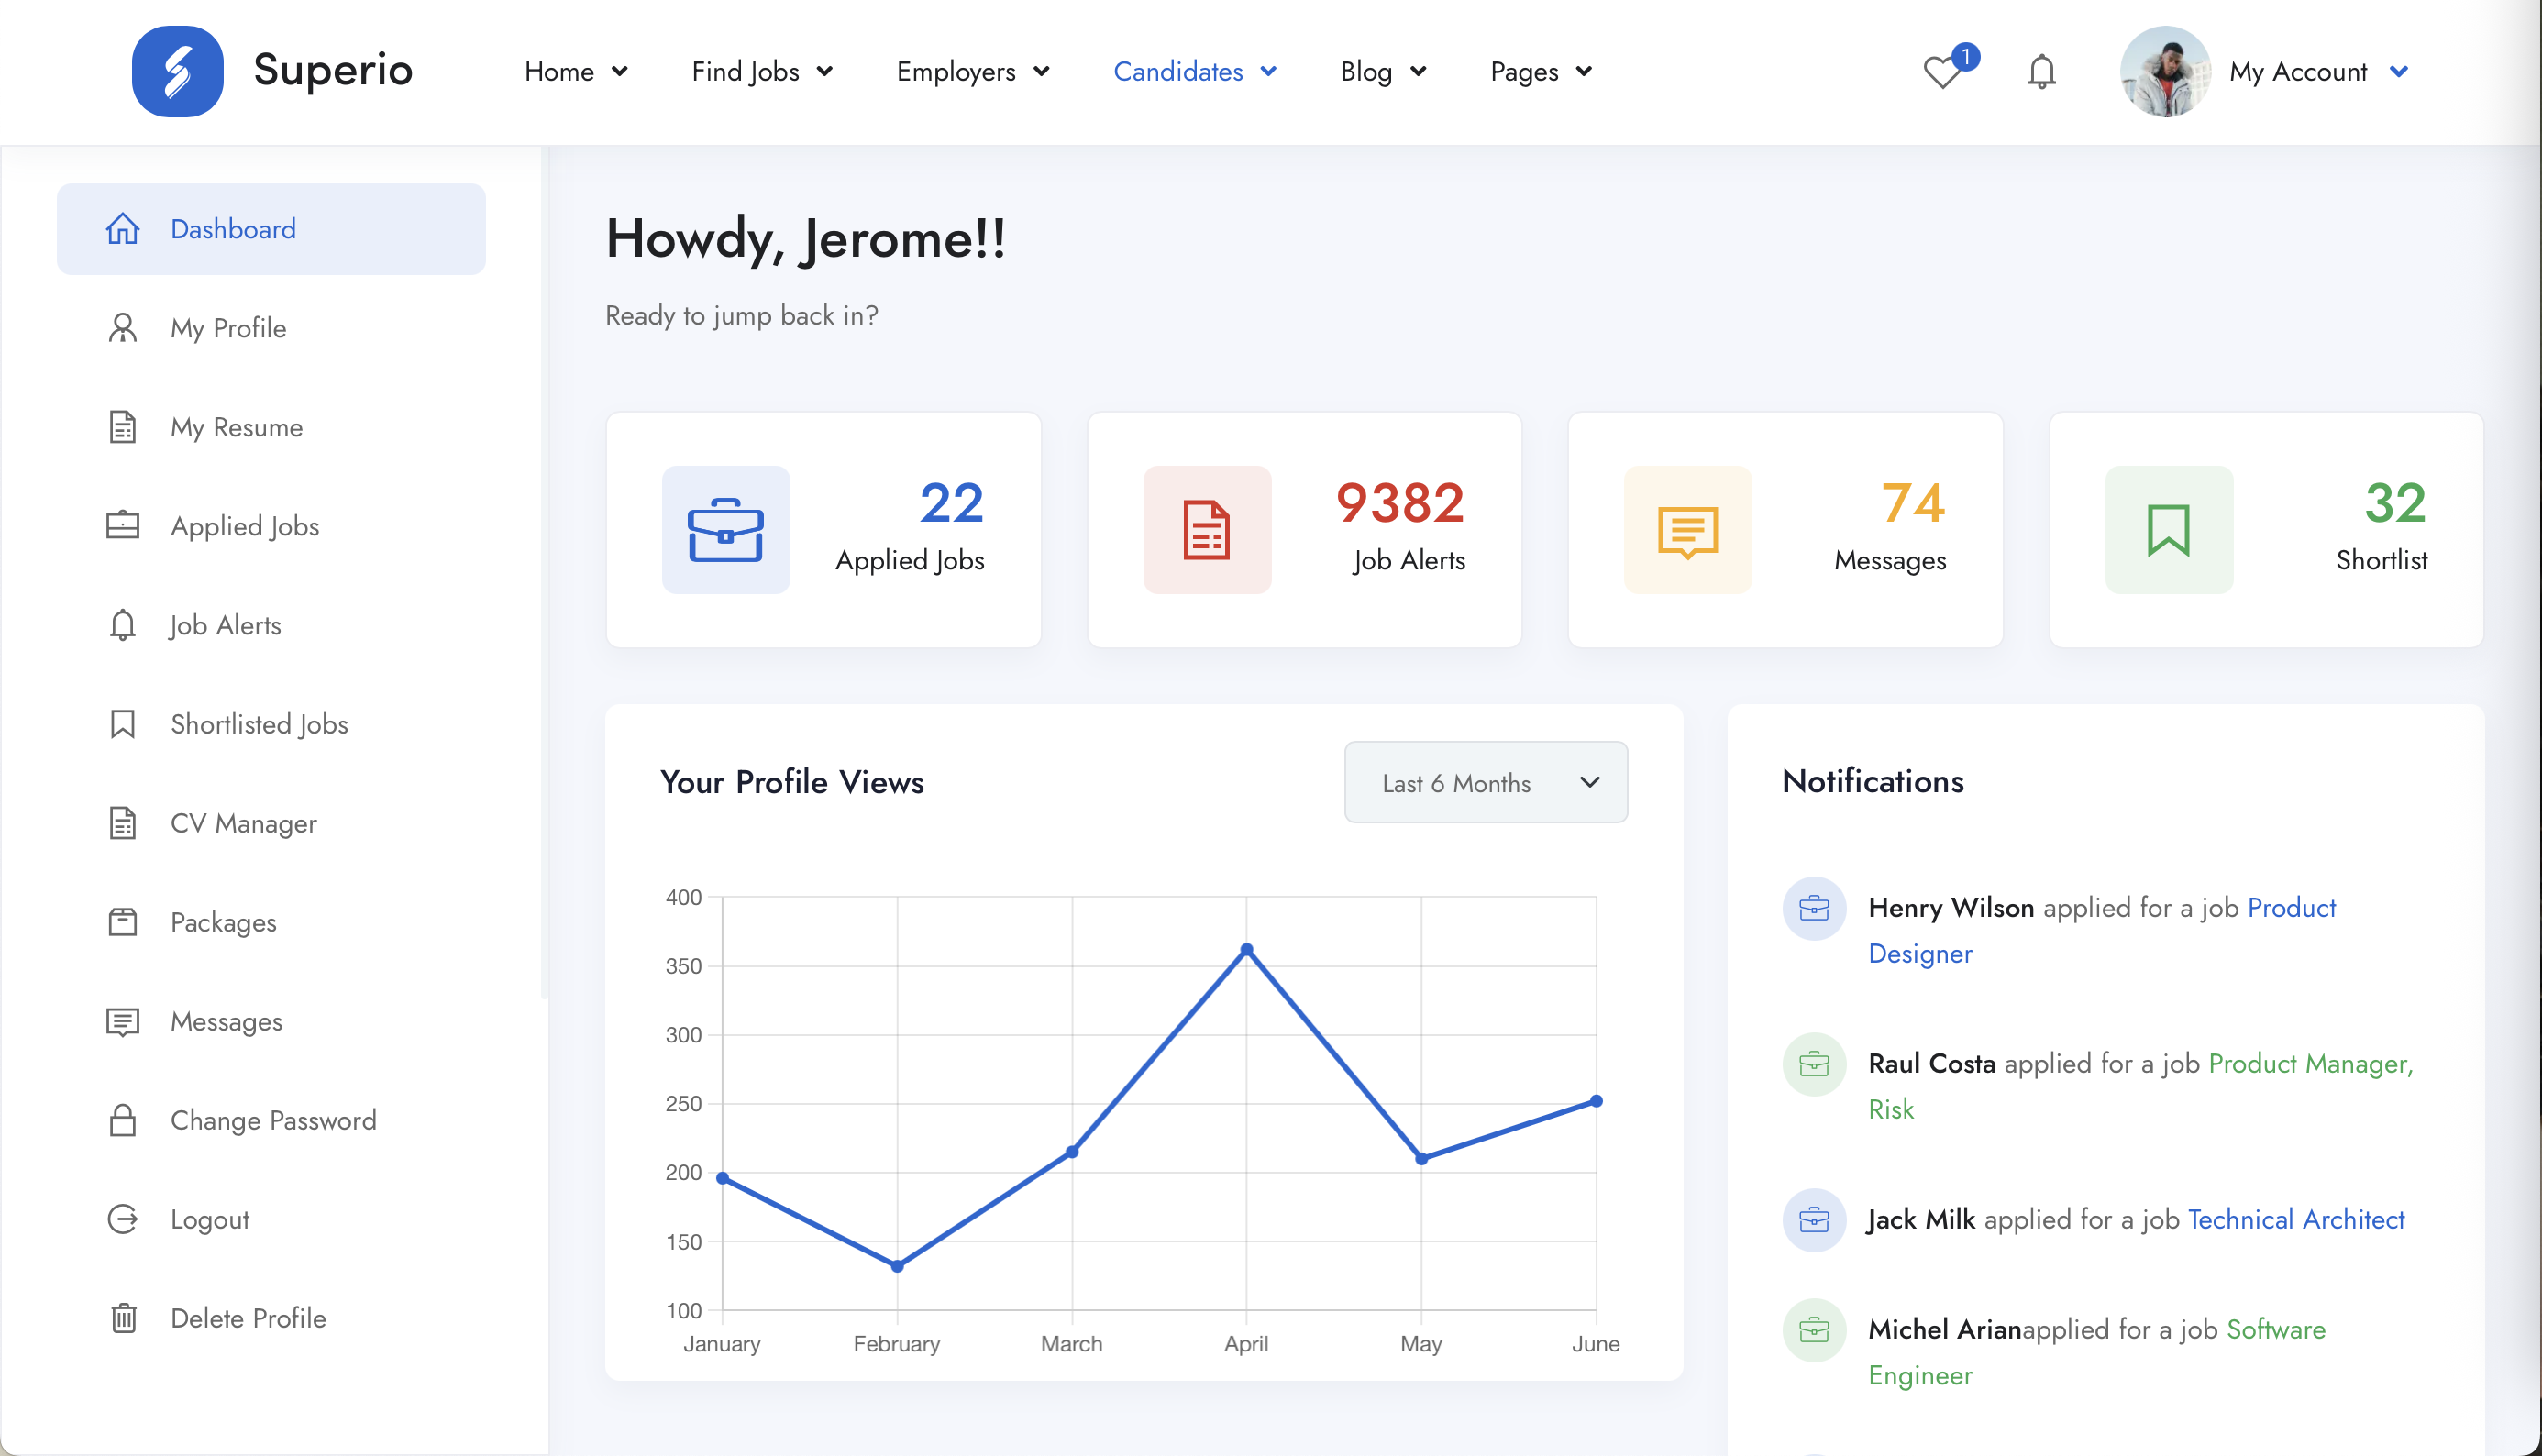 Superio
Home
Find Jobs
Employers
Candidates
Blog
Pages
1
My Account
Dashboard
My Profile
My Resume
Applied Jobs
Job Alerts
Shortlisted Jobs
CV Manager
Packages
Messages
Change Password
Logout
Delete Profile
Howdy, Jerome!!
Ready to jump back in?
22
Applied Jobs
9382
Job Alerts
74
Messages
32
Shortlist
Your Profile Views
Last 6 Months
400
350
300
250
200
150
100
January
February
March
April
May
June
Notifications
Henry Wilson applied for a job Product
Designer
Raul Costa applied for a job Product Manager,
Risk
Jack Milk applied for a job Technical Architect
Michel Arianapplied for a job Software
Engineer